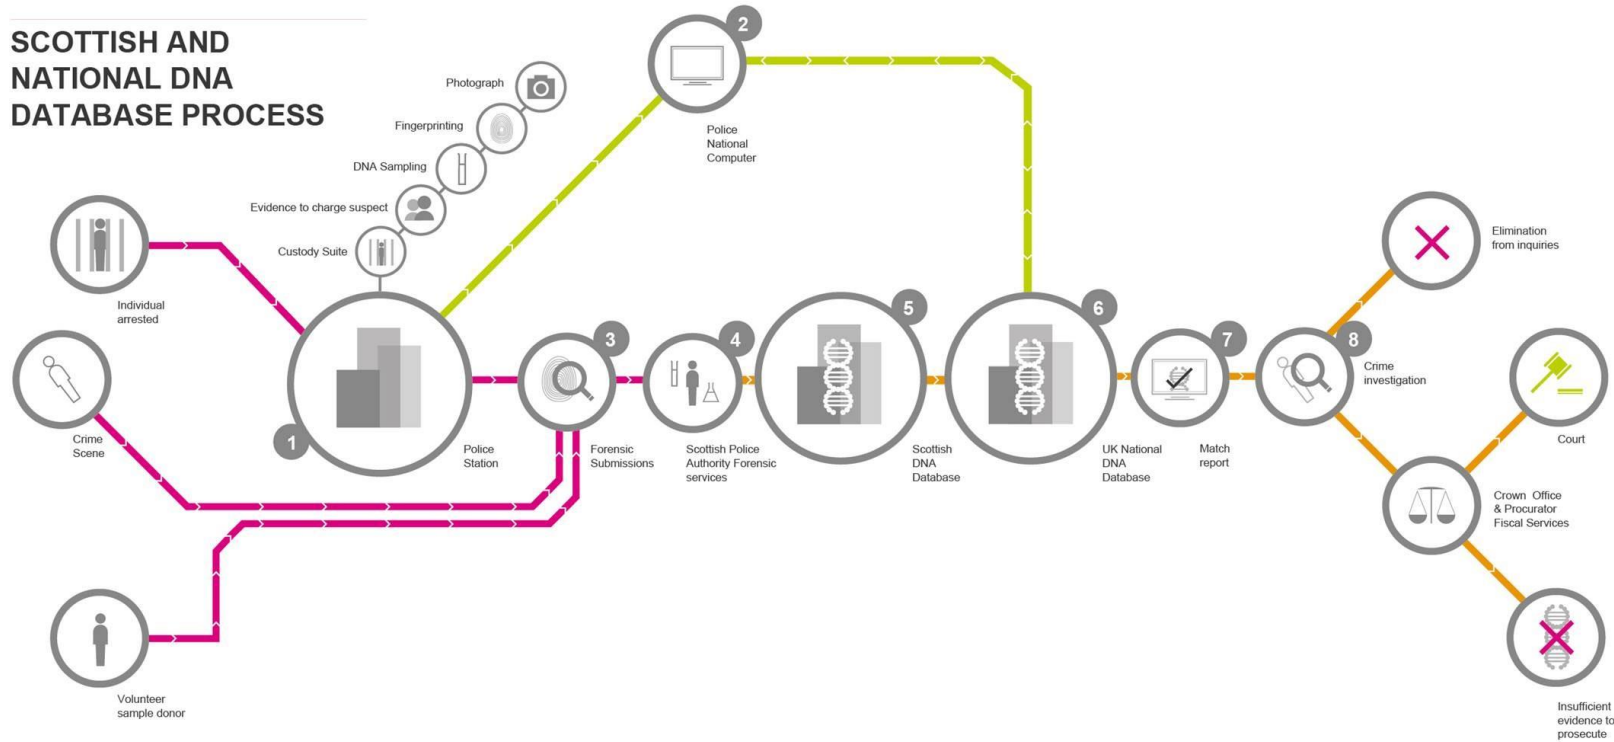 SCOTTISH AND
NATIONAL DNA
DATABASE PROCESS
Photograph
Fingerprinting
DNA Sampling
Evidence to charge suspect
Custody Suite
Individual
arrested
Crime
Scene
Volunteer
sample donor
1
Police
Station
2
Police
National
Computer
3
Forensic
Submissions
4
Scottish Police
Authority Forensic
services
5
Scottish
DNA
Database
6
UK National
DNA
Database
7
Match
report
8
Crime
investigation
Elimination
from inquiries
Court
Crown Office
& Procurator
Fiscal Services
Insufficient
evidence to
prosecute